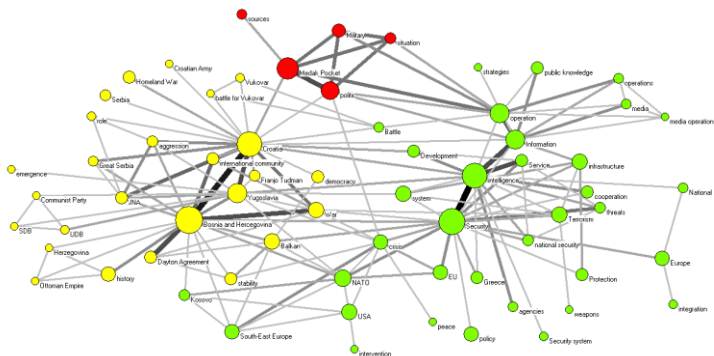 sources
Military
situation
Medak Pocket
politic
Croatian Army
Homeland War
Vukovar
battle for Vukovar
Serbia
role
aggression
Croatia
Battle
strategies
public knowledge
operations
media
media operation
operation
Information
Great Serbia
international community
Franjo Tudman
democracy
Development
Service
Intelligence
infrastructure
emergence
JNA
Yugoslavia
War
system
cooperation
threats
National
Communist Party
SDB
UDB
Bosnia and Hercegovina
Security
Terrorism
national security
Herzegovina
Balkan
crisis
Europe
Ottoman Empire
history
Dayton Agreement
stability
NATO
EU
Greece
Protection
Kosovo
USA
peace
agencies
weapons
integration
South-East Europe
policy
Security system
intervention